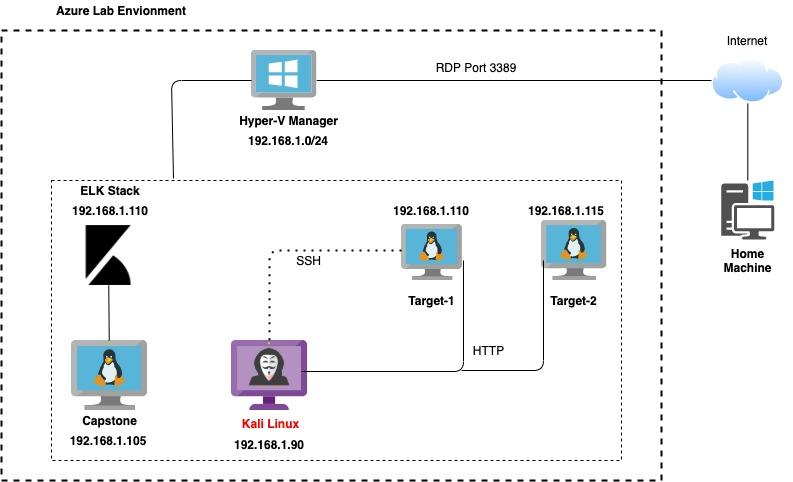 Azure Lab Envionment
Internet
RDP Port 3389
Hyper-V Manager
192.168.1.0/24
ELK Stack
192.168.1.110
192.168.1.110
192.168.1.115
SSH
Home
Machine
Target-1
Target-2
HTTP
Capstone
192.168.1.105
Kali Linux
192.168.1.90